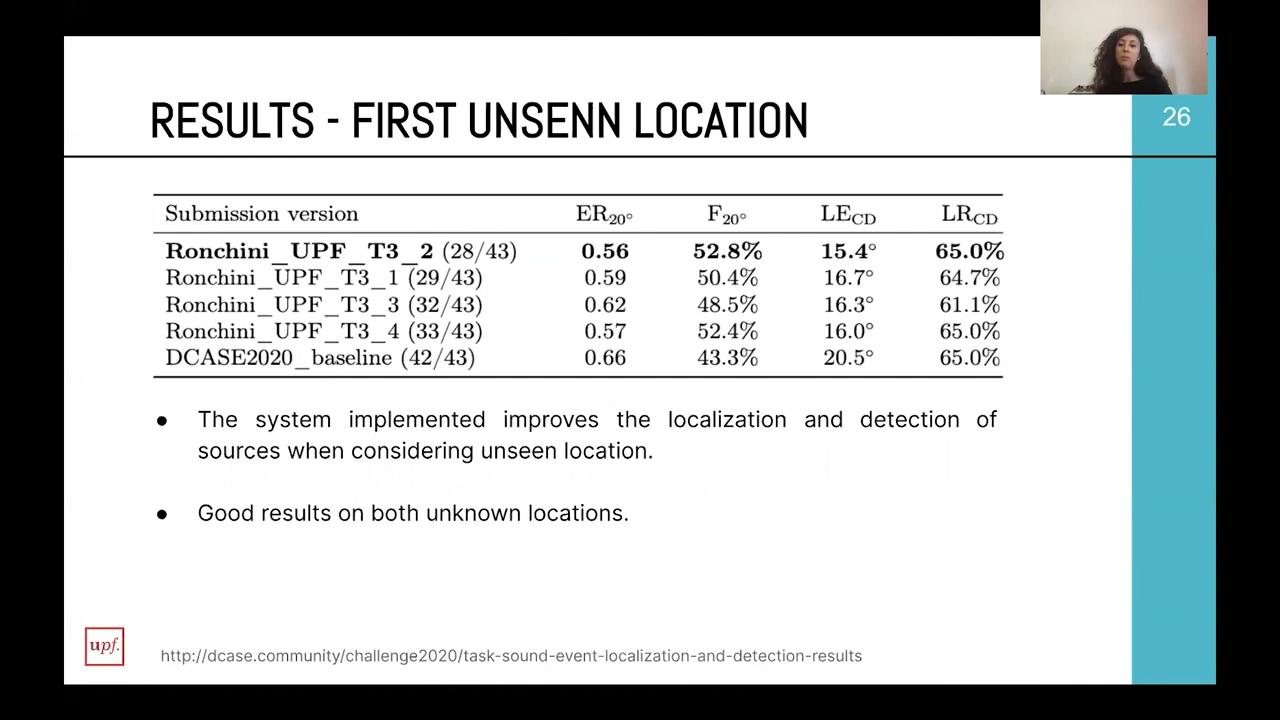 RESULTS - FIRST UNSENN LOCATION
26
Submission version ER20° F20° LECD LRCD
Ronchini_UPF_T3_2 (28/43) 0.56 52.8% 15.4° 65.0%
Ronchini_UPF_T3_1 (29/43) 0.59 50.4% 16.7° 64.7%
Ronchini_UPF_T3_3 (32/43) 0.62 48.5% 16.3° 61.1%
Ronchini_UPF_T3_4 (33/43) 0.57 52.4% 16.0° 65.0%
DCASE2020_baseline (42/43) 0.66 43.3% 20.5° 65.0%
● The system implemented improves the localization and detection of
sources when considering unseen location.
● Good results on both unknown locations.
upf.
http://dcase.community/challenge2020/task-sound-event-localization-and-detection-results